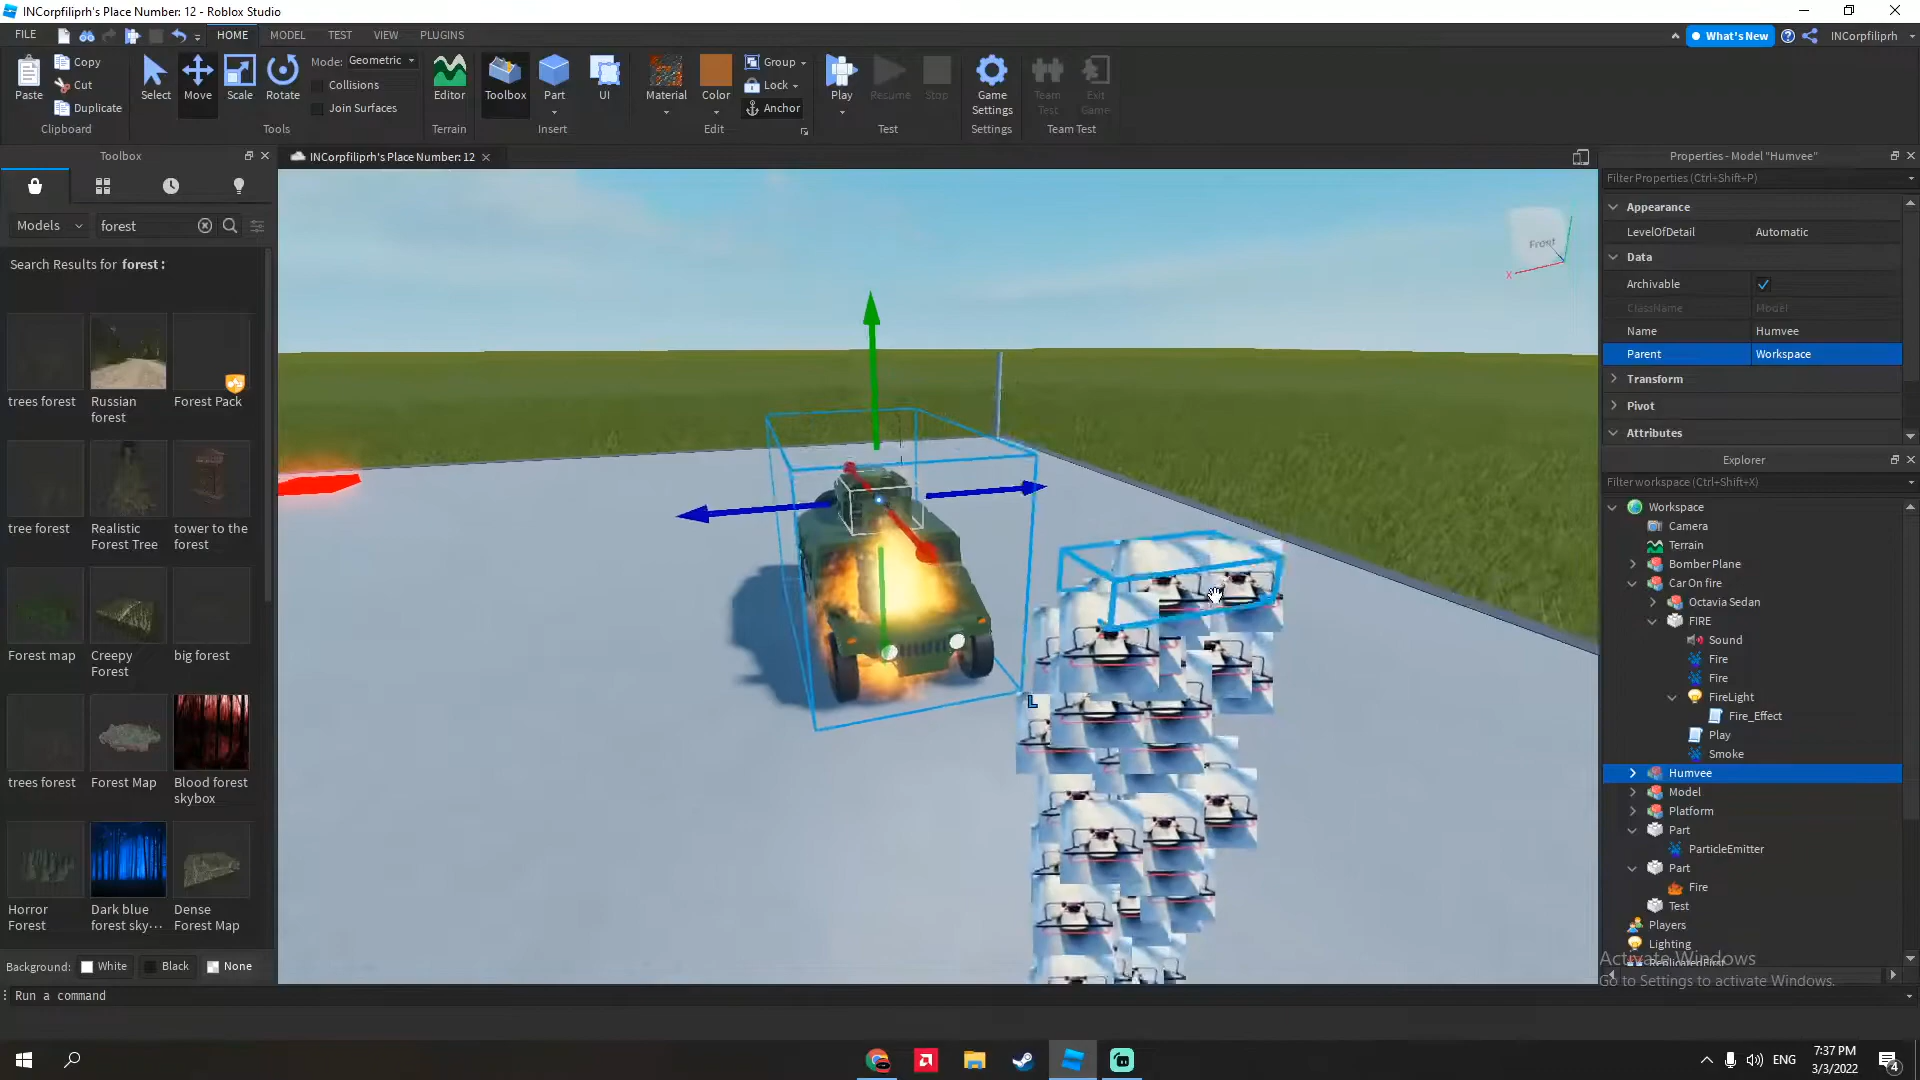 INCorpfiliprh's Place Number: 12 - Roblox Studio
FILE
HOME
MODEL
TEST
VIEW
PLUGINS
What's New
INCorpfiliprh
Paste
Copy
Cut
Duplicate
Clipboard
Select
Move
Scale
Rotate
Mode: Geometric
Collisions
Join Surfaces
Tools
Editor
Terrain
Toolbox
Part
UI
Insert
Material
Color
Group
Lock
Anchor
Edit
Play
Resume
Stop
Test
Game
Settings
Settings
Team
Test
Exit
Game
Team Test
Toolbox
Models
forest
Search Results for forest :
trees forest
Russian
forest
Forest Pack
tree forest
Realistic
Forest Tree
tower to the
forest
Forest map
Creepy
Forest
big forest
trees forest
Forest Map
Blood forest
skybox
Horror
Forest
Dark blue
forest sky...
Dense
Forest Map
Background:
White
Black
None
INCorpfiliprh's Place Number: 12
Front
X
L
Properties - Model "Humvee"
Filter Properties (Ctrl+Shift+P)
Appearance
LevelOfDetail Automatic
Data
Archivable
ClassName Model
Name Humvee
Parent Workspace
Transform
Pivot
Attributes
Explorer
Filter workspace (Ctrl+Shift+X)
Workspace
Camera
Terrain
Bomber Plane
Car On fire
Octavia Sedan
FIRE
Sound
Fire
Fire
FireLight
Fire_Effect
Play
Smoke
Humvee
Model
Platform
Part
ParticleEmitter
Part
Fire
Test
Players
Lighting
ReplicatedFirst
Activate Windows
Go to Settings to activate Windows.
Run a command
ENG
7:37 PM
3/3/2022
4